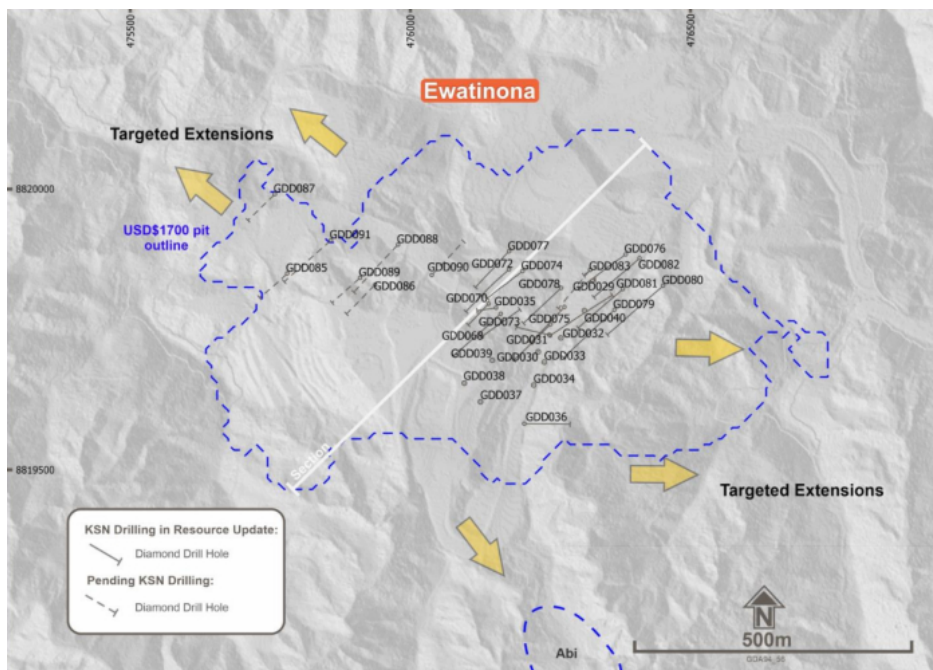 475500
476000
476500
Ewatinona
Targeted Extensions
8820000
GDD087
USD$1700 pit
outline
GDD091
GDD088
GDD077
GDD076
GDD085
GDD089
GDD090
GDD072
GDD074
GDD083
GDD082
GDD086
GDD078
GDD029
GDD081
GDD080
GDD070
GDD035
GDD079
GDD073
GDD075
GDD040
GDD031
GDD032
GDD039
GDD030
GDD033
GDD038
GDD034
GDD037
GDD036
Section
8819500
Targeted Extensions
KSN Drilling in Resource Update:
Diamond Drill Hole
Pending KSN Drilling:
Diamond Drill Hole
N
500m
Abi